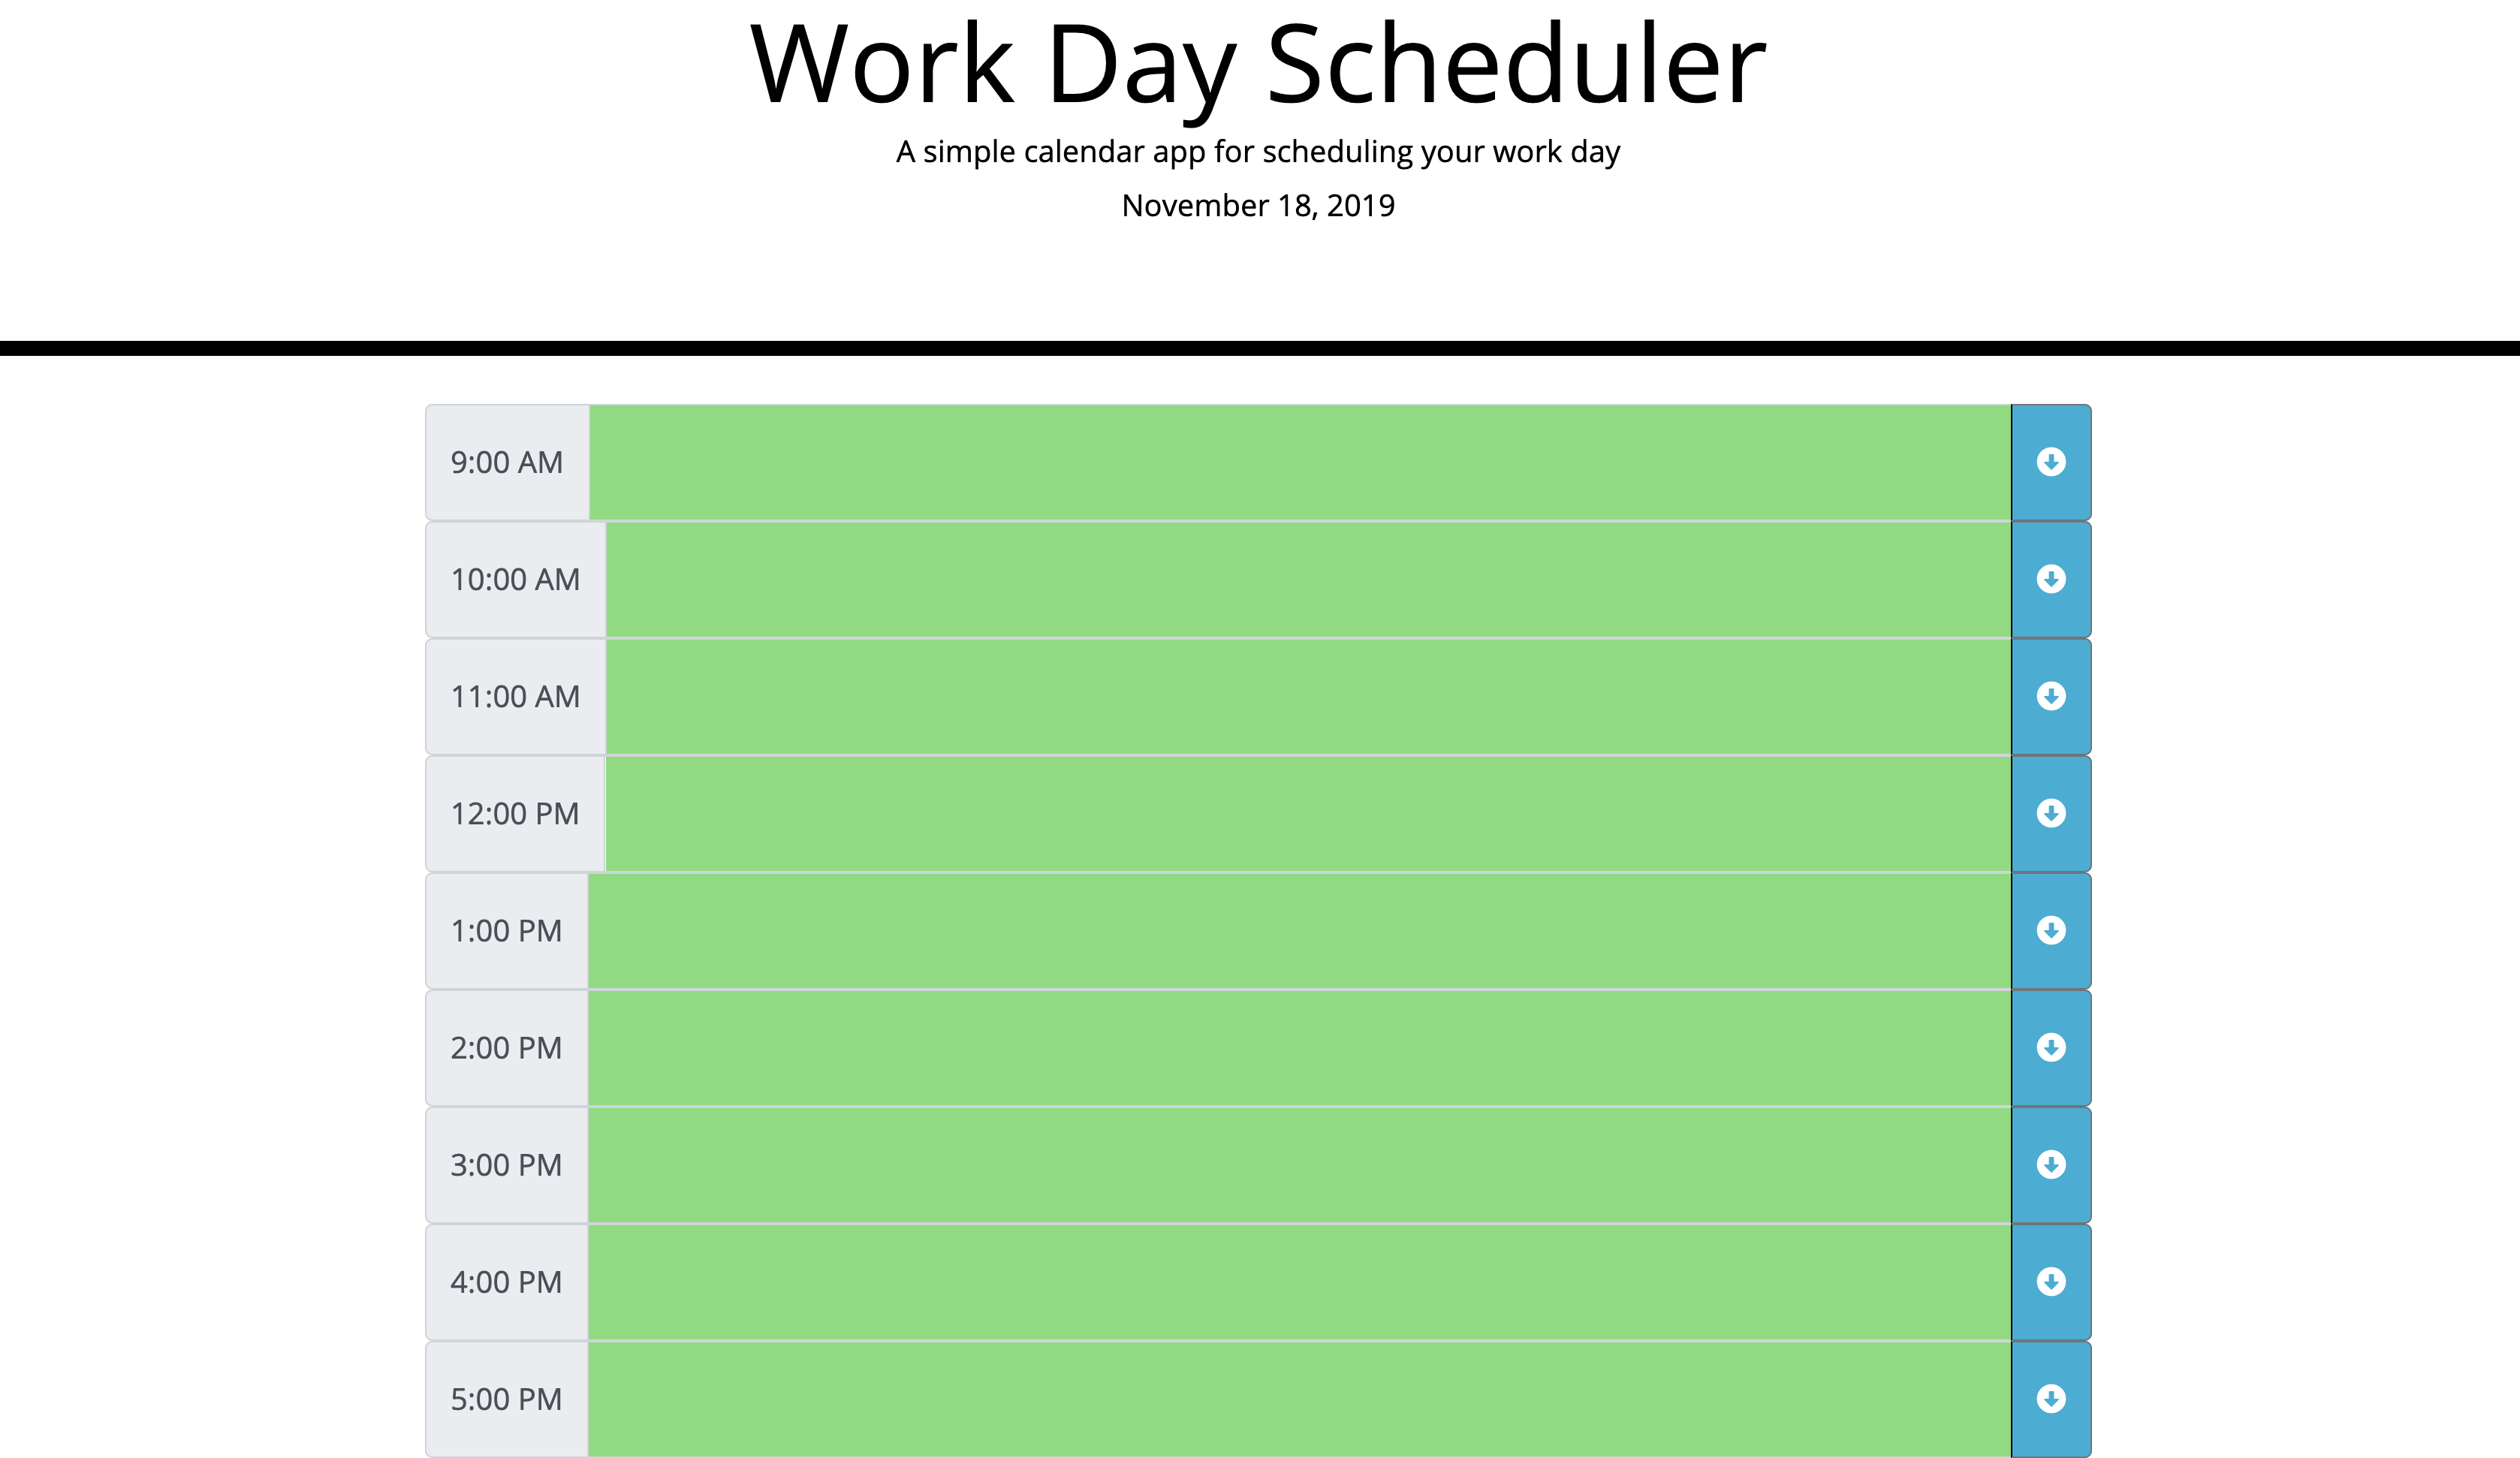 Work Day Scheduler
A simple calendar app for scheduling your work day
November 18, 2019
9:00 AM
10:00 AM
11:00 AM
12:00 PM
1:00 PM
2:00 PM
3:00 PM
4:00 PM
5:00 PM